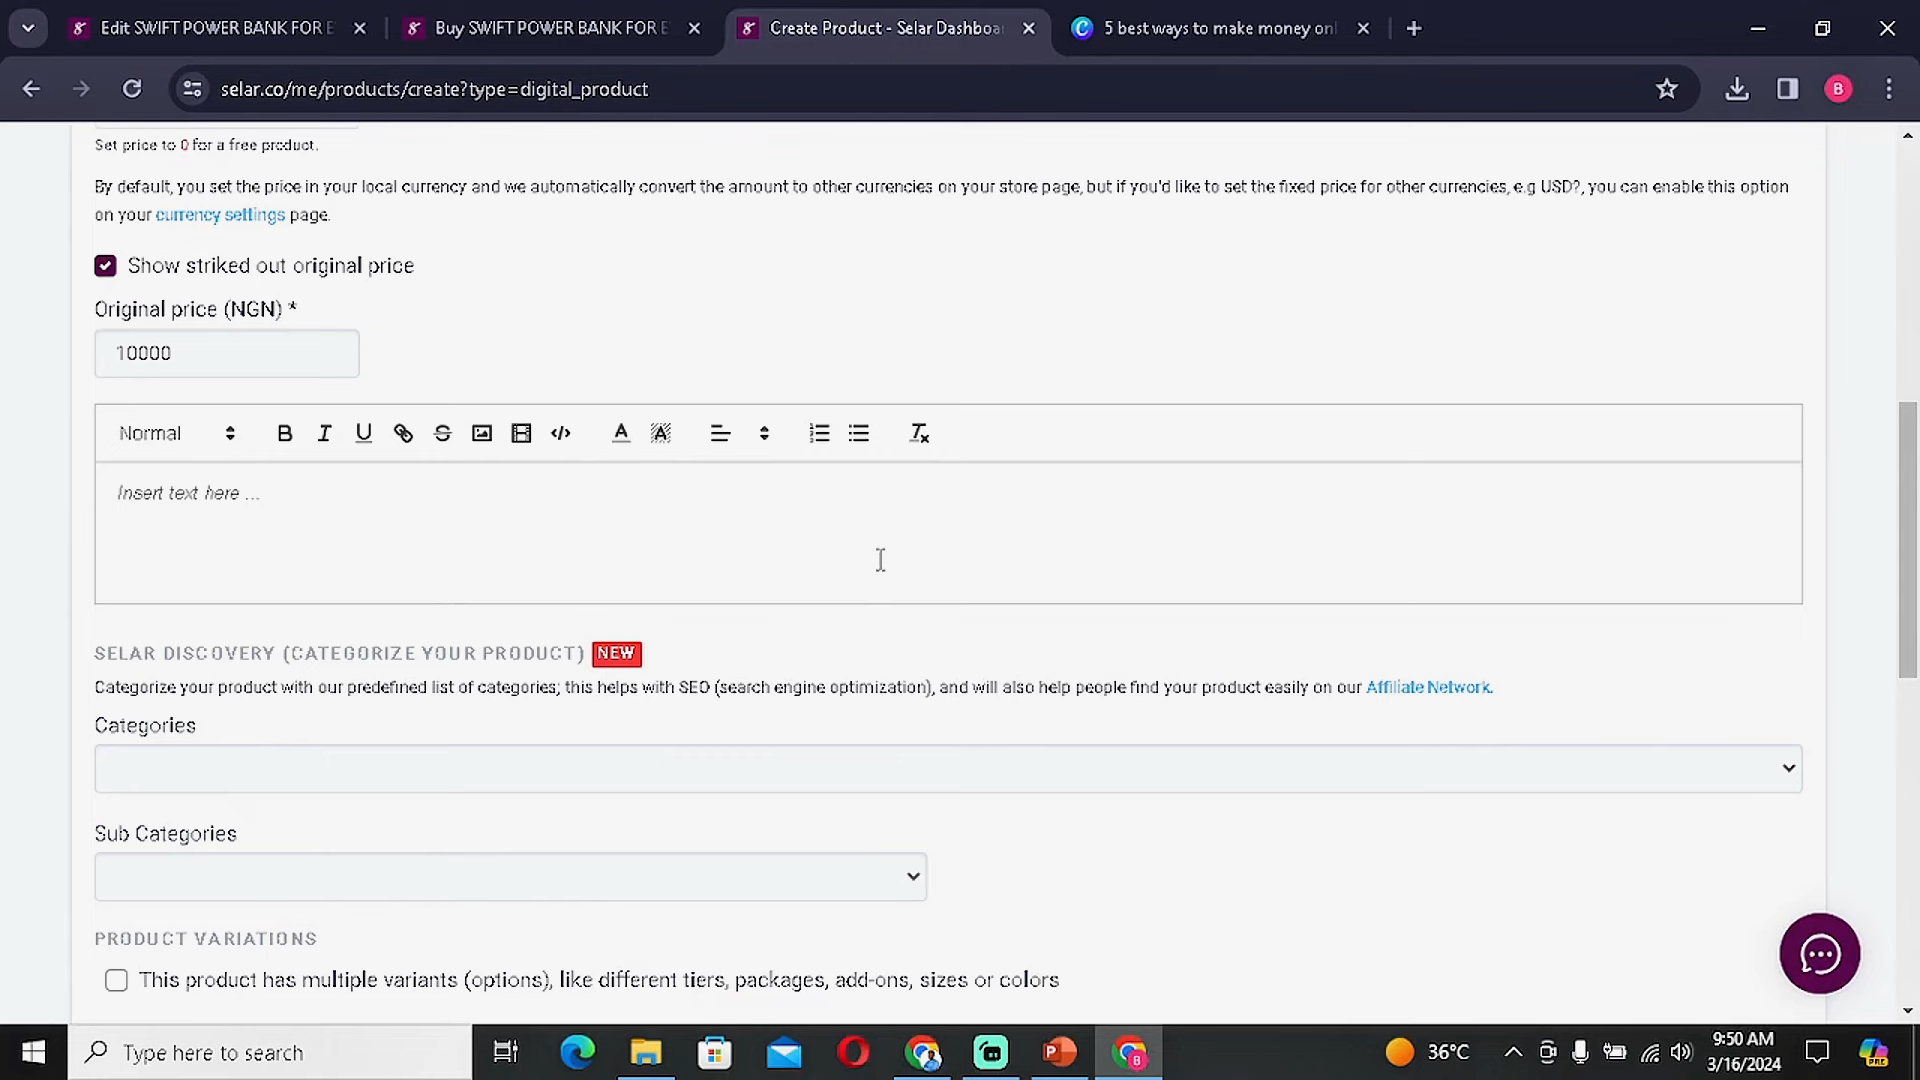 Edit SWIFT POWER BANK FOR E
Buy SWIFT POWER BANK FOR E
Create Product - Selar Dashboa
5 best ways to make money onl
selar.co/me/products/create?type=digital_product
B
Set price to 0 for a free product.
By default, you set the price in your local currency and we automatically convert the amount to other currencies on your store page, but if you'd like to set the fixed price for other currencies, e.g USD?, you can enable this option
on your currency settings page.
Show striked out original price
Original price (NGN) *
10000
Normal
Insert text here ...
SELAR DISCOVERY (CATEGORIZE YOUR PRODUCT) NEW
Categorize your product with our predefined list of categories; this helps with SEO (search engine optimization), and will also help people find your product easily on our Affiliate Network.
Categories
Sub Categories
PRODUCT VARIATIONS
This product has multiple variants (options), like different tiers, packages, add-ons, sizes or colors
Type here to search
36°C
9:50 AM
3/16/2024